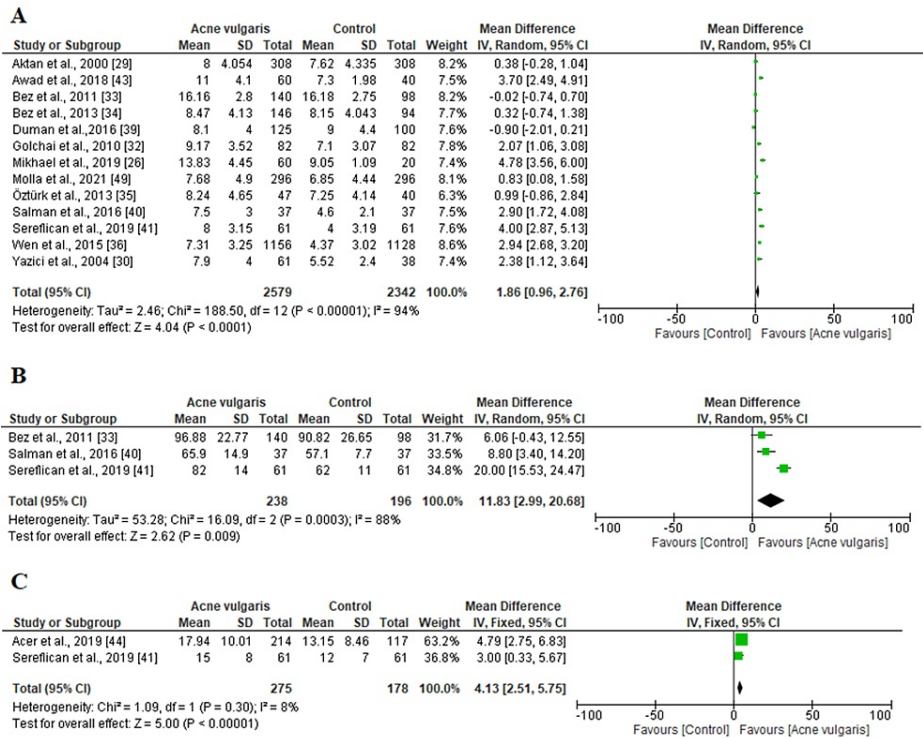 A
Acne vulgaris Control Mean Difference Mean Difference
Study or Subgroup Mean SD Total Mean SD Total Weight IV, Random, 95% CI IV, Random, 95% CI
Aktan et al., 2000 [29] 8 4.054 308 7.62 4.335 308 8.2% 0.38 [-0.28, 1.04]
Awad et al., 2018 [43] 11 4.1 60 7.3 1.98 40 7.4% 3.70 [2.49, 4.91]
Bez et al., 2011 [33] 16.16 2.8 140 16.18 2.75 98 8.2% -0.02 [-0.74, 0.70]
Bez et al., 2013 [34] 8.47 4.13 146 8.15 4.043 94 7.7% 0.32 [-0.74, 1.38]
Duman et al.,2016 [39] 8.1 4 125 9 4.4 100 7.6% -0.90 [-2.01, 0.21]
Golchai et al., 2010 [32] 9.17 3.52 82 7.1 3.07 82 7.7% 2.07 [1.06, 3.08]
Mikhael et al., 2019 [26] 13.83 4.45 60 9.05 1.09 20 7.4% 4.78 [3.56, 6.00]
Molla et al., 2021 [49] 7.68 4.9 296 6.85 4.44 296 8.1% 0.83 [0.08, 1.58]
Öztürk et al., 2013 [35] 8.24 4.65 47 7.25 4.14 40 6.3% 0.99 [-0.86, 2.84]
Salman et al., 2016 [40] 7.5 3 37 4.6 2.1 37 7.5% 2.90 [1.72, 4.08]
Sereflican et al., 2019 [41] 8 3.15 61 4 3.19 61 7.5% 4.00 [2.87, 5.13]
Wen et al., 2015 [36] 7.31 3.25 1156 4.37 3.02 1128 8.6% 2.94 [2.68, 3.20]
Yazici et al., 2004 [30] 7.9 4 61 5.52 2.4 38 7.4% 2.38 [1.12, 3.64]
Total (95% CI) 2579 2342 100.0% 1.86 [0.96, 2.76]
Heterogeneity: Tau² = 2.46; Chi² = 188.50, df = 12 (P < 0.00001); I² = 94%
Test for overall effect: Z = 4.04 (P < 0.0001)
-100 -50 0 50 100
Favours [Control] Favours [Acne vulgaris]
B
Acne vulgaris Control Mean Difference Mean Difference
Study or Subgroup Mean SD Total Mean SD Total Weight IV, Random, 95% CI IV, Random, 95% CI
Bez et al., 2011 [33] 96.88 22.77 140 90.82 26.65 98 31.7% 6.06 [-0.43, 12.55]
Salman et al., 2016 [40] 65.9 14.9 37 57.1 7.7 37 33.5% 8.80 [3.40, 14.20]
Sereflican et al., 2019 [41] 82 14 61 62 11 61 34.8% 20.00 [15.53, 24.47]
Total (95% CI) 238 196 100.0% 11.83 [2.99, 20.68]
Heterogeneity: Tau² = 53.28; Chi² = 16.09, df = 2 (P = 0.0003); I² = 88%
Test for overall effect: Z = 2.62 (P = 0.009)
-100 -50 0 50 100
Favours [Control] Favours [Acne vulgaris]
C
Acne vulgaris Control Mean Difference Mean Difference
Study or Subgroup Mean SD Total Mean SD Total Weight IV, Fixed, 95% CI IV, Fixed, 95% CI
Acer et al., 2019 [44] 17.94 10.01 214 13.15 8.46 117 63.2% 4.79 [2.75, 6.83]
Sereflican et al., 2019 [41] 15 8 61 12 7 61 36.8% 3.00 [0.33, 5.67]
Total (95% CI) 275 178 100.0% 4.13 [2.51, 5.75]
Heterogeneity: Chi² = 1.09, df = 1 (P = 0.30); I² = 8%
Test for overall effect: Z = 5.00 (P < 0.00001)
-100 -50 0 50 100
Favours [Control] Favours [Acne vulgaris]